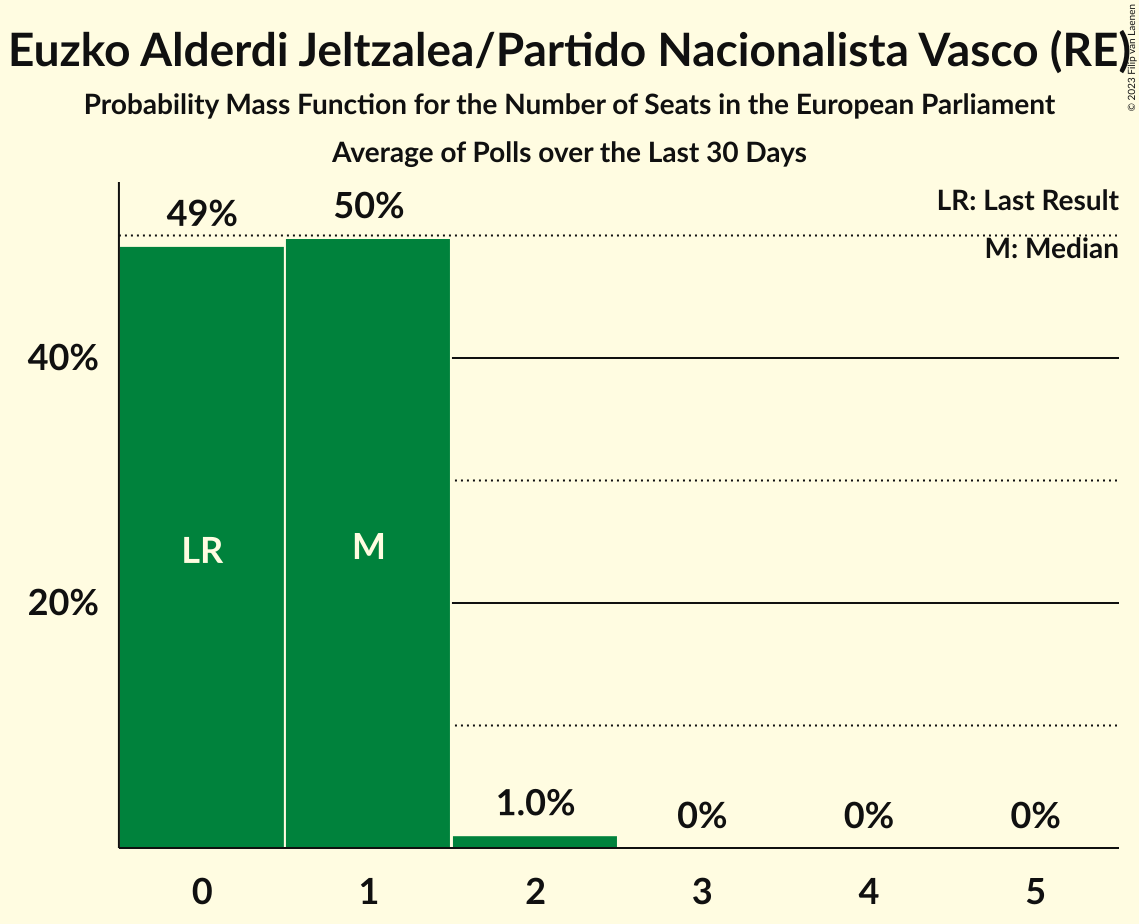 Euzko Alderdi Jeltzalea/Partido Nacionalista Vasco (RE)
© 2023 Filip van Laenen
Probability Mass Function for the Number of Seats in the European Parliament
Average of Polls over the Last 30 Days
LR: Last Result
M: Median
49%
50%
40%
LR
M
20%
1.0%
0%
0%
0%
0
1
2
3
4
5